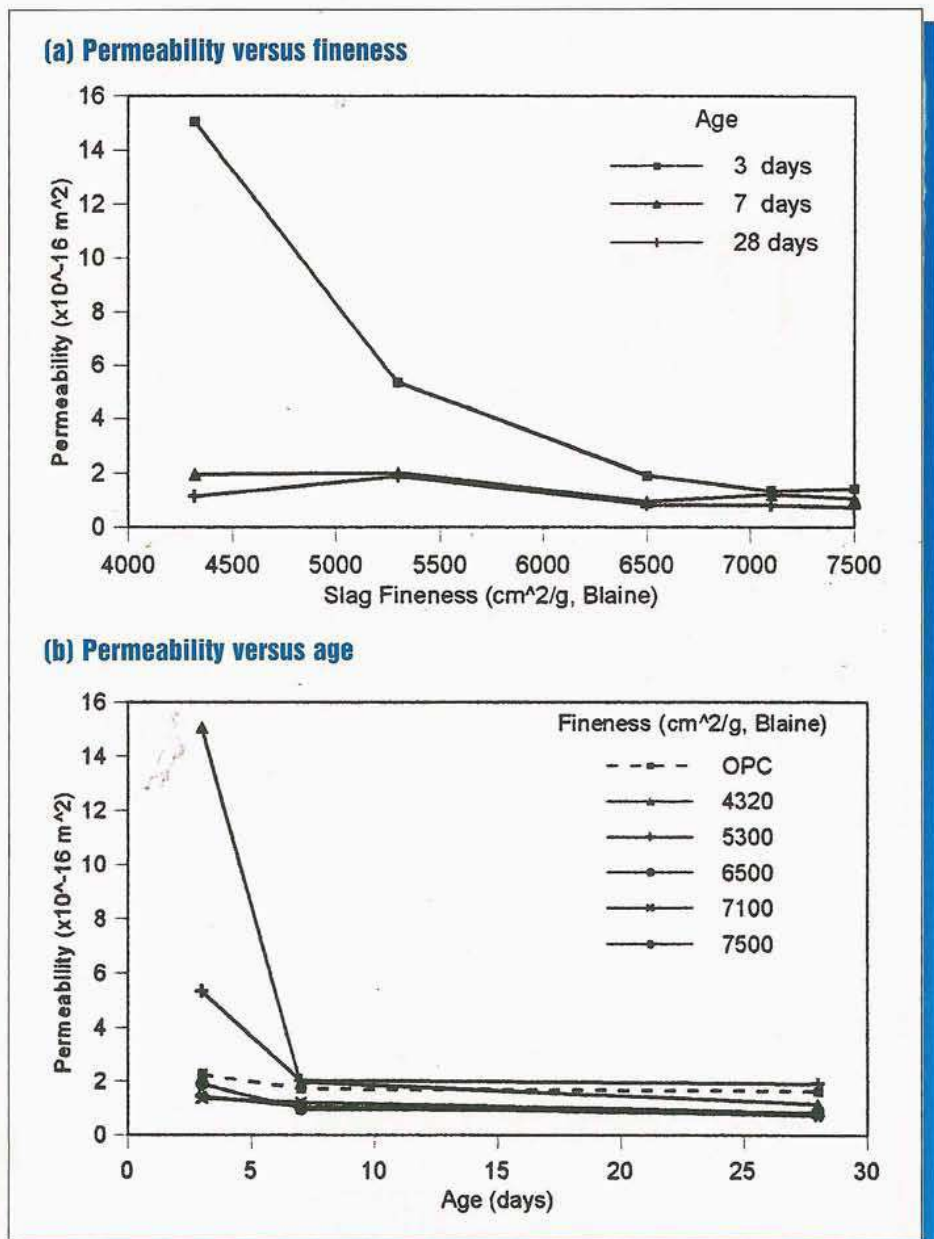 (a) Permeability versus fineness
16
14
12
10
8
6
4
2
0
Permeability (x10^-16 m^2)
Age
3 days
7 days
28 days
4000 4500 5000 5500 6000 6500 7000 7500
Slag Fineness (cm^2/g, Blaine)
(b) Permeability versus age
16
14
12
10
8
6
4
2
0
Permeability (x10^-16 m^2)
Fineness (cm^2/g, Blaine)
OPC
4320
5300
6500
7100
7500
0 5 10 15 20 25 30
Age (days)